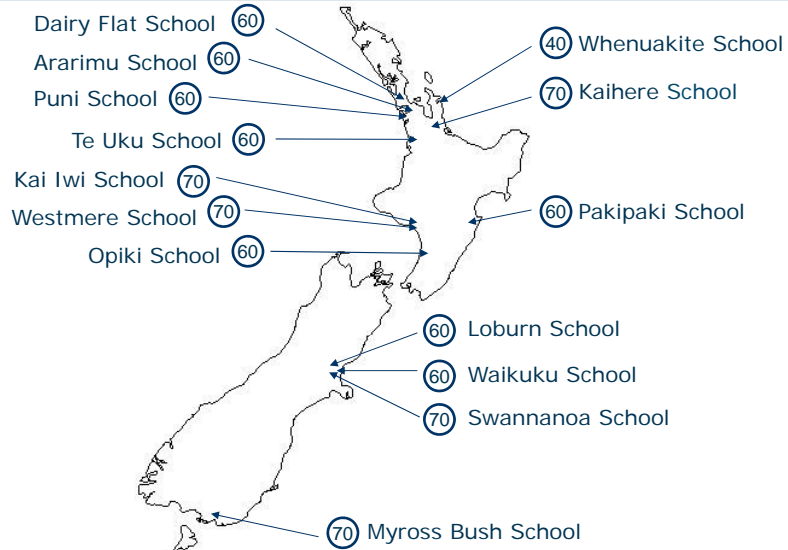 Dairy Flat School 60
Ararimu School 60
Puni School 60
Te Uku School 60
Kai Iwi School 70
Westmere School 70
Opiki School 60
40 Whenuakite School
70 Kaihere School
60 Pakipaki School
60 Loburn School
60 Waikuku School
70 Swannanoa School
70 Myross Bush School